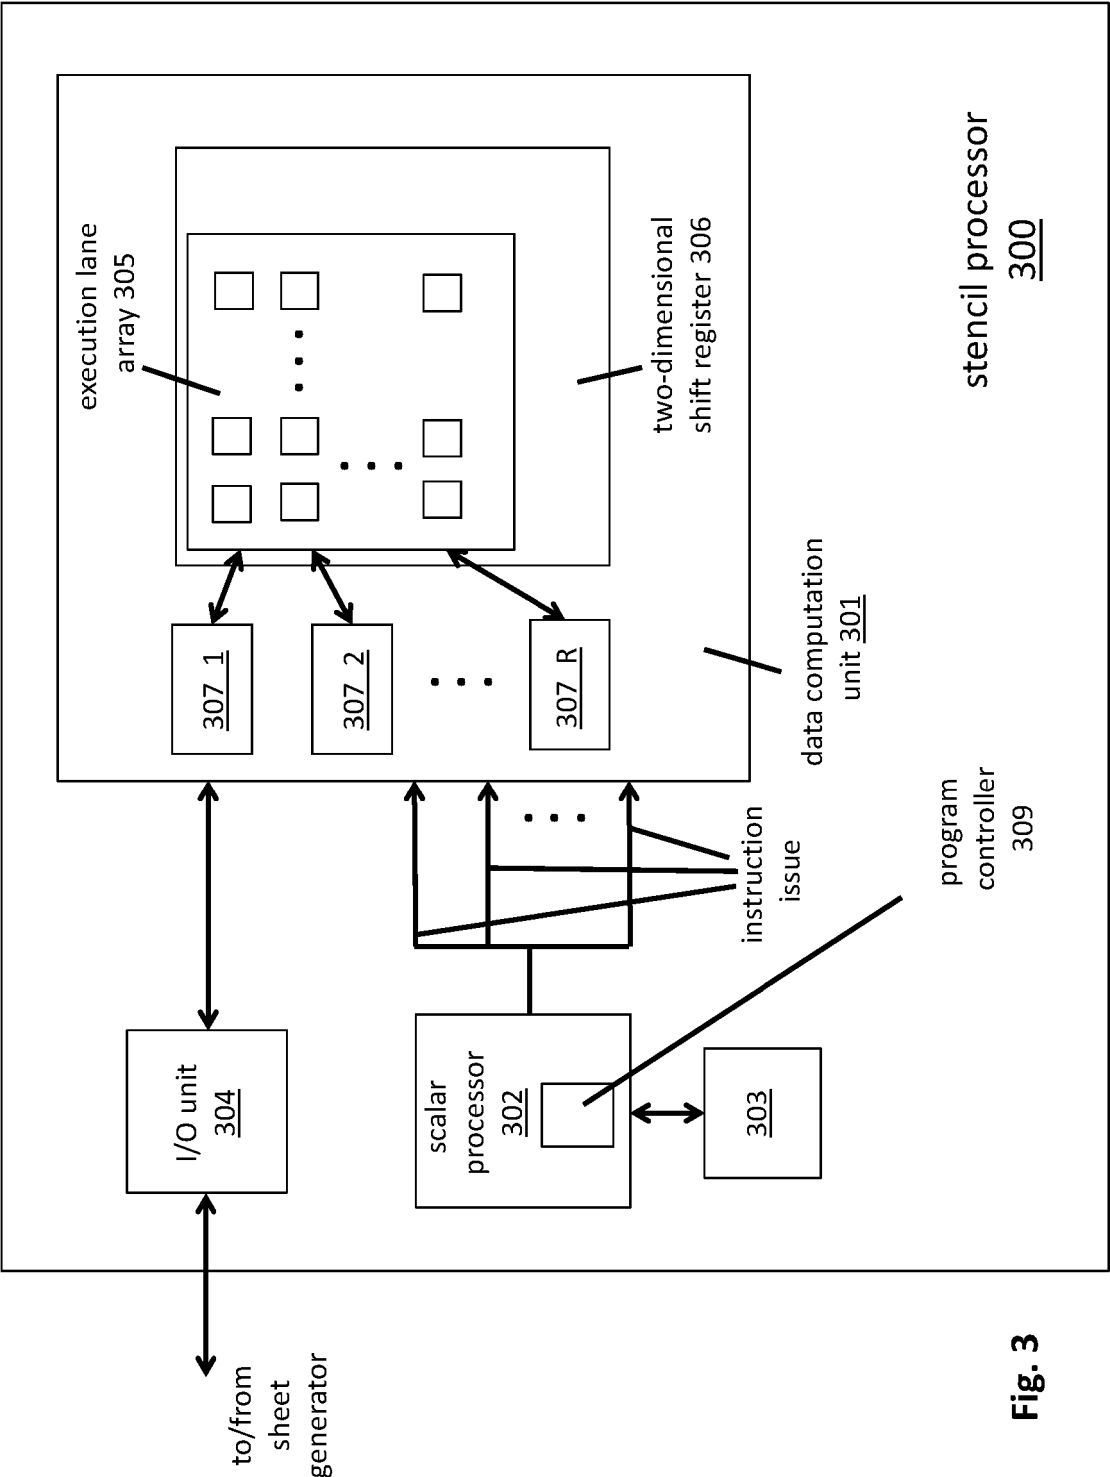 execution lane
array 305
two-dimensional
shift register 306
stencil processor
300
307_1
307_2
307_R
data computation
unit 301
I/O unit
304
scalar
processor
302
303
instruction
issue
program
controller
309
to/from
sheet
generator
Fig. 3